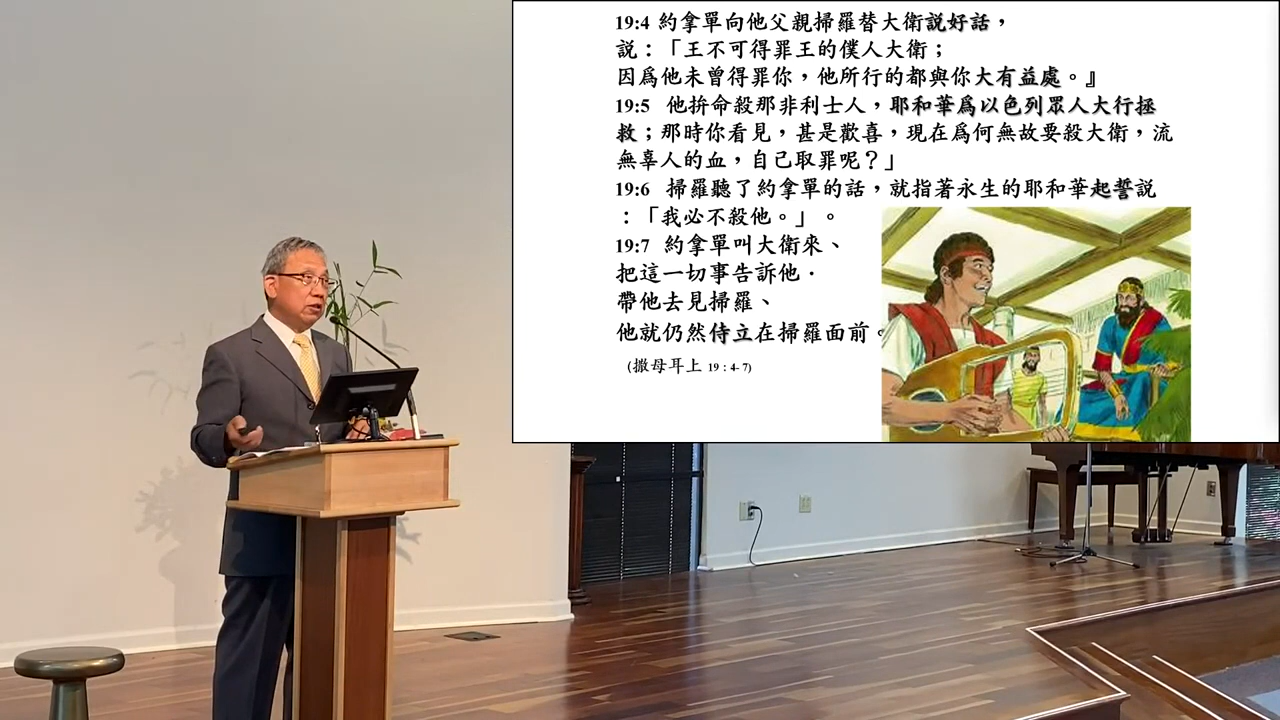 19:4 約拿單向他父親掃羅替大衛說好話，
說：「王不可得罪王的僕人大衛；
因爲他未曾得罪你，他所行的都與你大有益處。』
19:5 他拚命殺那非利士人，耶和華爲以色列眾人大行拯
救；那時你看見，甚是歡喜，現在爲何無故要殺大衛，流
無辜人的血，自己取罪呢？」
19:6 掃羅聽了約拿單的話，就指著永生的耶和華起誓說
：「我必不殺他。」。
19:7 約拿單叫大衛來、
把這一切事告訴他．
帶他去見掃羅、
他就仍然侍立在掃羅面前。
(撒母耳上 19：4-7)